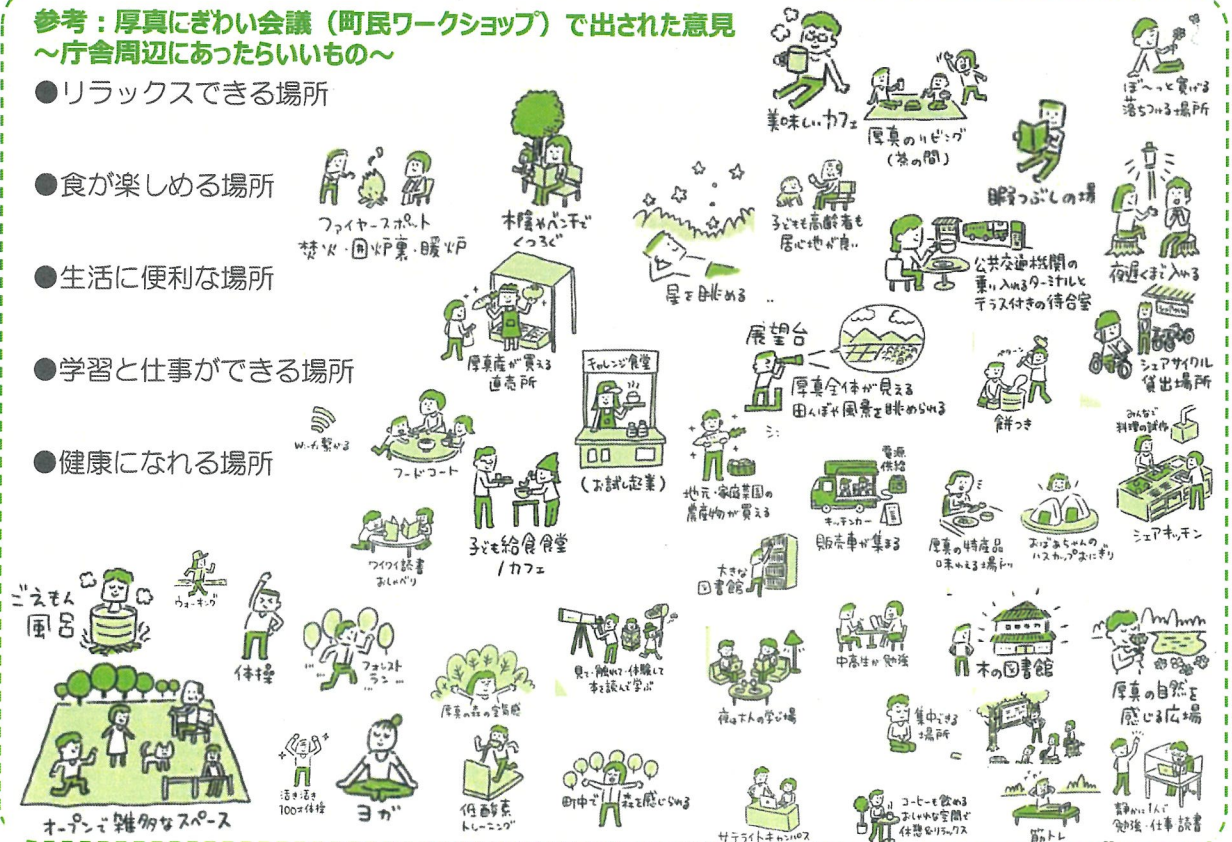 参考：厚真にぎわい会議（町民ワークショップ）で出された意見
～庁舎周辺にあったらいいもの～
●リラックスできる場所
●食が楽しめる場所
●生活に便利な場所
●学習と仕事ができる場所
●健康になれる場所
美味しいカフェ
厚真のリビング
(茶の間)
暇つぶしの場
ぼ〜っと寛げる
落ちつける場所
ファイヤースポット
焚火・囲炉裏・暖炉
木陰やベンチで
くつろぐ
星を眺める
子どもも高齢者も
居心地が良い
公共交通機関の
乗り入れるターミナルと
テラス付きの待合室
夜遅くまで入れる
厚真産が買える
直売所
チャレンジ食堂
(お試し起業)
展望台
厚真全体が見える
田んぼや風景を眺められる
餅つき
シェアサイクル
貸出場所
フードコート
子ども給食食堂
/カフェ
地元・家庭菜園の
農産物が買える
電源
供給
キッチンカー
販売車が集まる
厚真の特産品
味わえる場所
おばあちゃんの
ハスカップおにぎり
みんなで
料理の試作
シェアキッチン
ワイワイ読書
おしゃべり
大きな
図書館
ごえもん
風呂
ウォーキング
体操
フォレスト
ラン
厚真の森の空気感
見て・触れて・体験して
本を読んで学ぶ
夜は大人の学び場
中高生が勉強
木の図書館
厚真の自然を
感じる広場
集中できる
場所
オープンで雑多なスペース
活き活き
100才体操
ヨガ
低酸素
トレーニング
町中で森を感じられる
サテライトキャンパス
コーヒーも飲める
おしゃれな空間で
休憩&リラックス
筋トレ
静かに1人で
勉強・仕事・読書